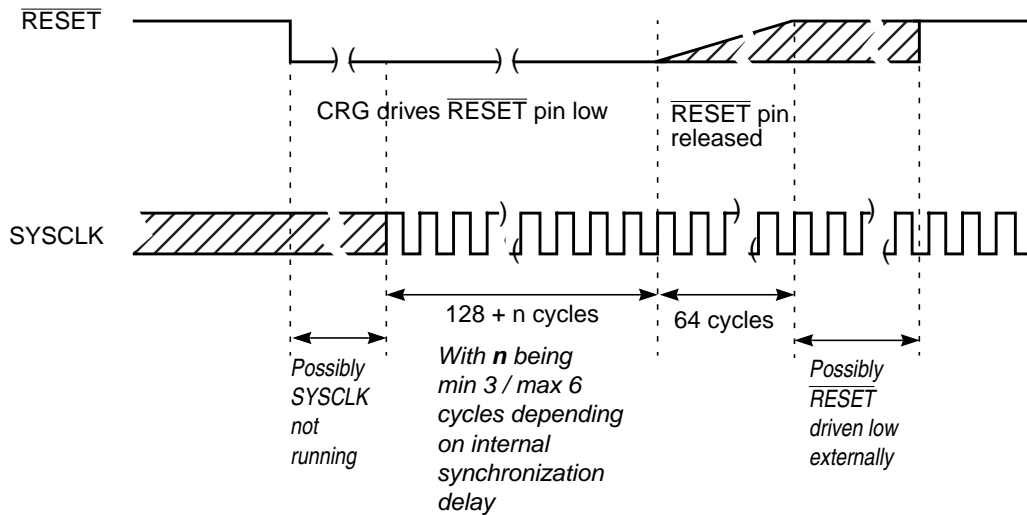 RESET
CRG drives RESET pin low
RESET pin
released
SYSCLK
128 + n cycles
64 cycles
Possibly
SYSCLK
not
running
With n being
min 3 / max 6
cycles depending
on internal
synchronization
delay
Possibly
RESET
driven low
externally